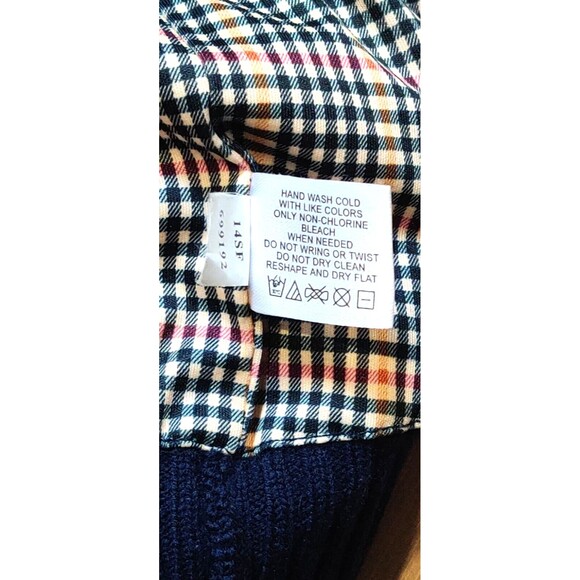 HAND WASH COLD
WITH LIKE COLORS
ONLY NON-CHLORINE
BLEACH
WHEN NEEDED
DO NOT WRING OR TWIST
DO NOT DRY CLEAN
RESHAPE AND DRY FLAT
14SF
699192